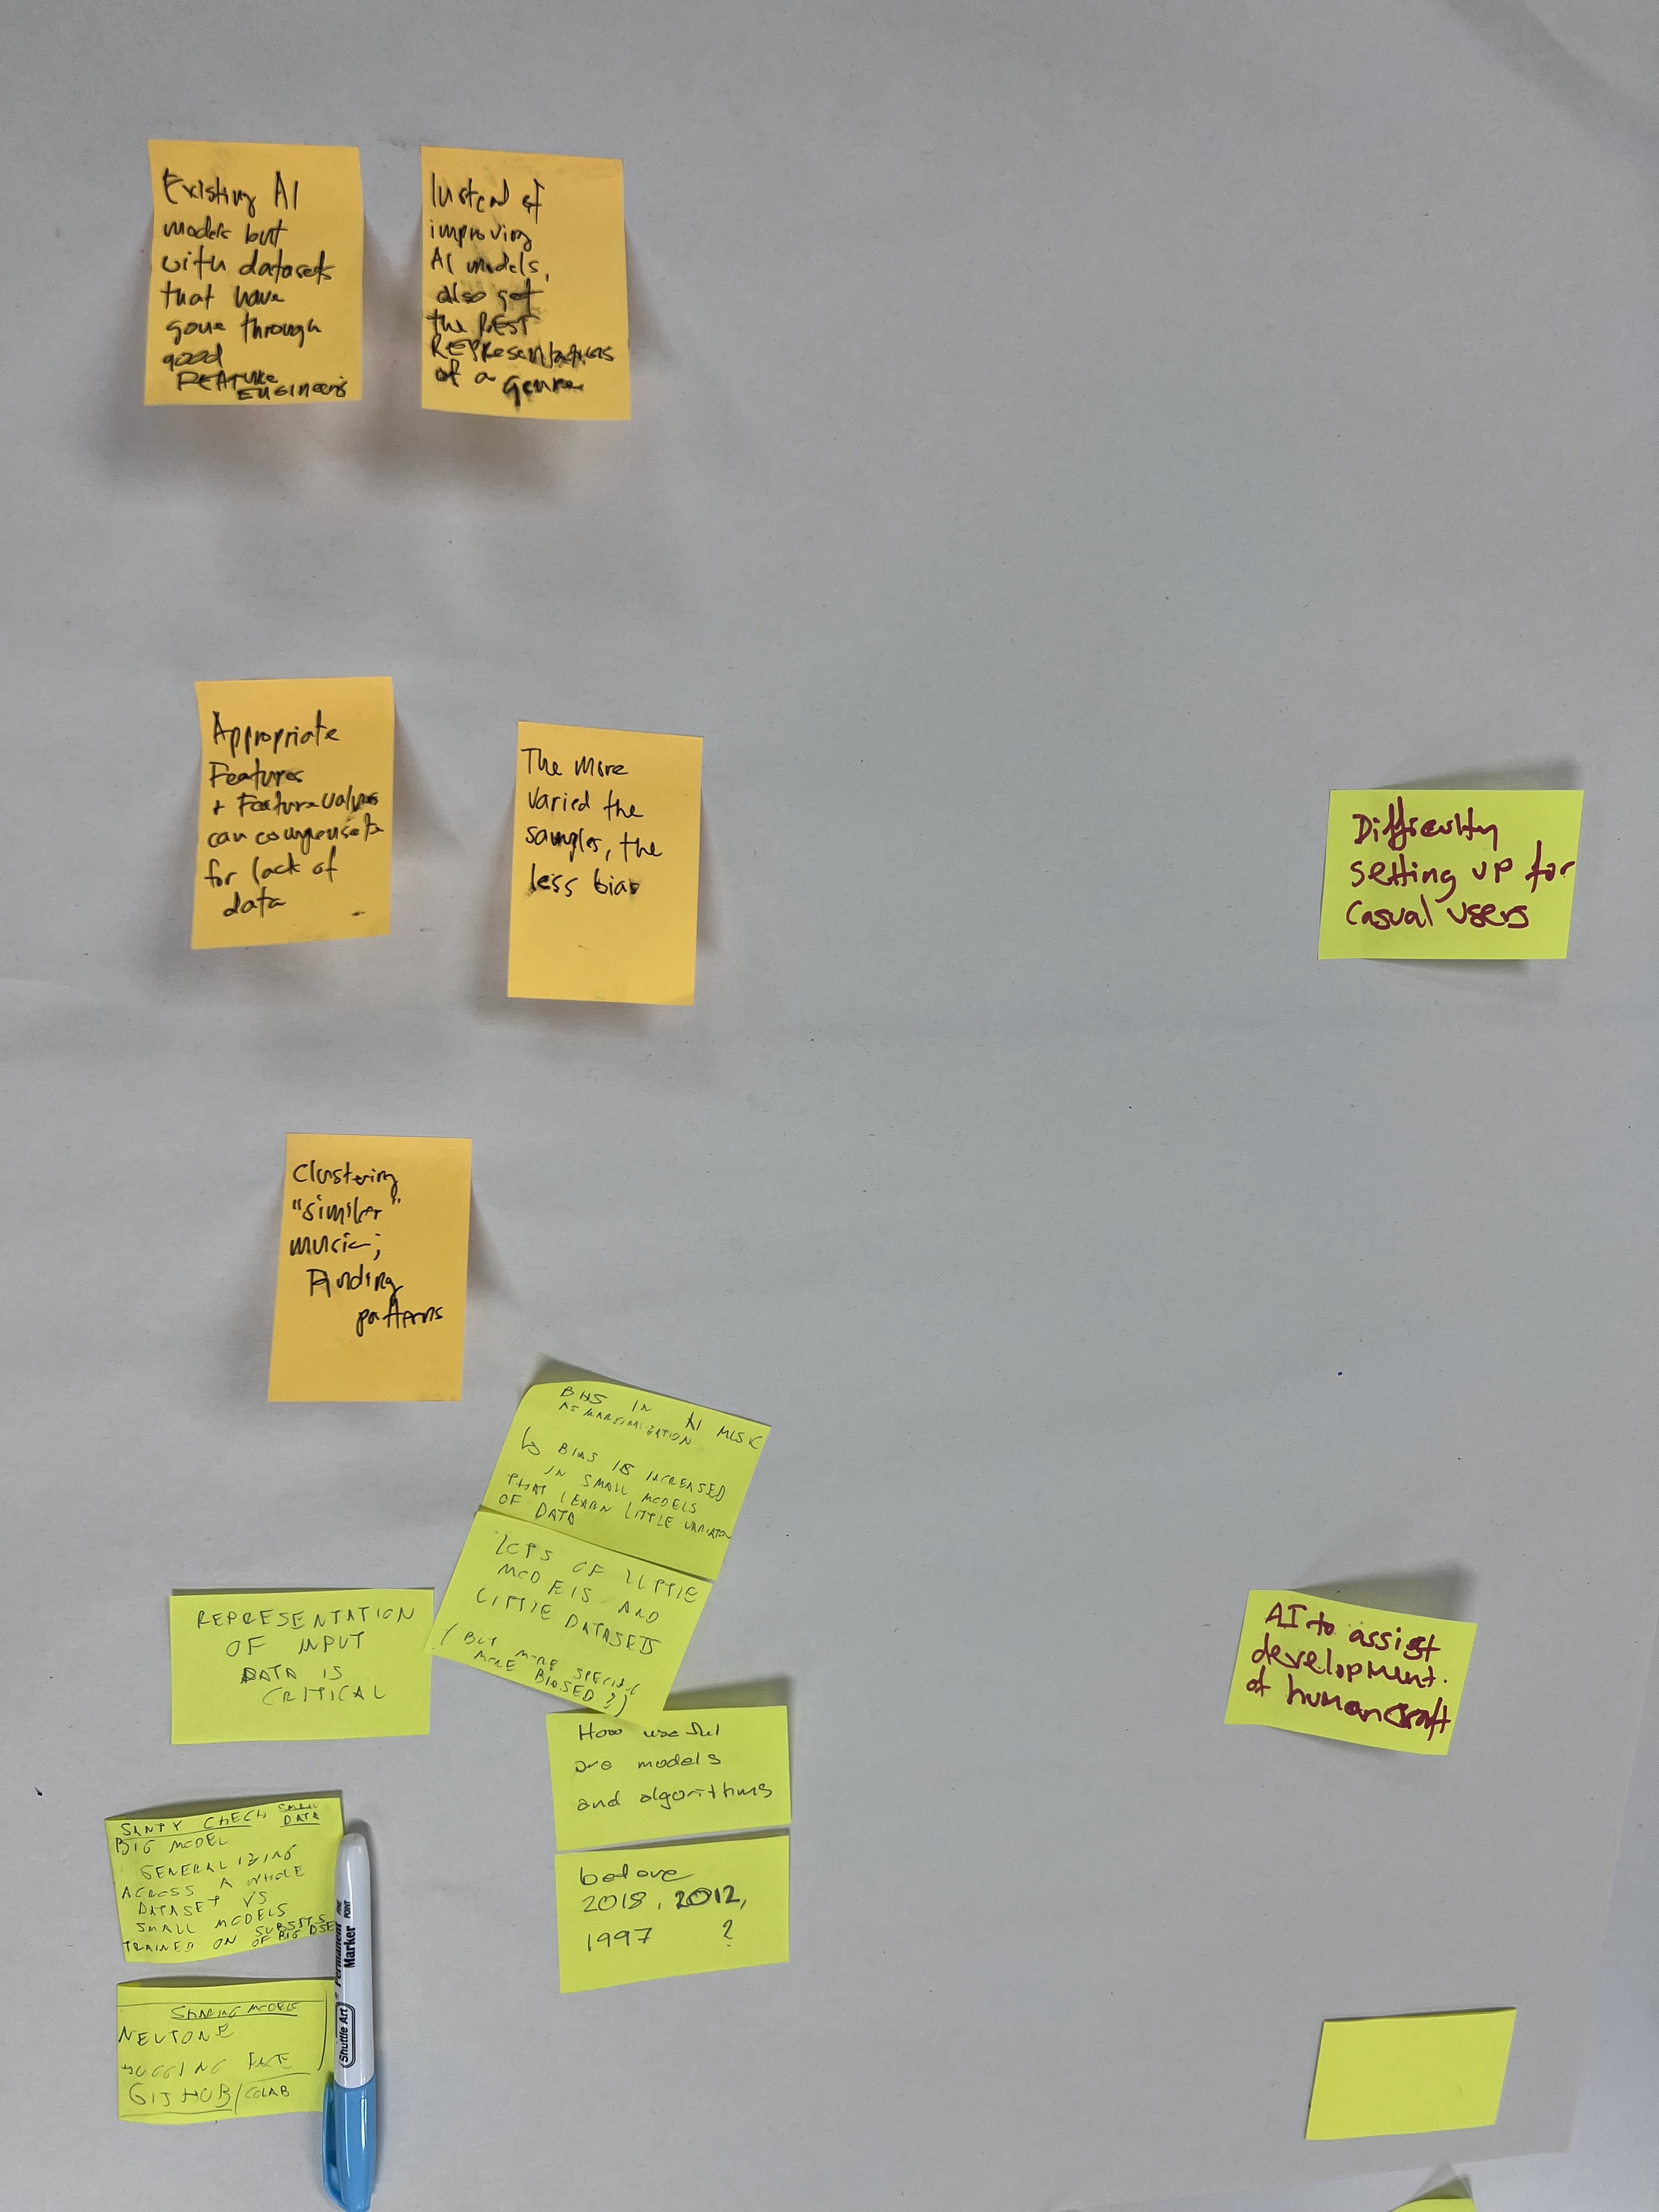 Existing AI
models but
with datasets
that have
gone through
good
FEATURE
ENGINEERING
Instead of
improving
AI models,
also get
the BEST
REPResentations
of a genre
Appropriate
Features
+ Feature values
can compensate
for lack of
data
The more
varied the
samples, the
less bias
Difficulty
setting up for
Casual users
Clustering
"similar"
music;
Finding
patterns
BIAS IN AI MUSIC
AS MARGINALIZATION
↳ BIAS IS INCREASED
IN SMALL MODELS
THAT LEARN LITTLE VARIATION
OF DATA
LOTS OF LITTLE
MODELS AND
LITTLE DATASETS
(BUT MORE SPECIFIC
MORE BIASED?)
REPRESENTATION
OF INPUT
DATA IS
CRITICAL
AI to assist
development
of human craft
How useful
are models
and algorithms
before
2018, 2012,
1997 ?
SANTY CHECK SMALL
DATA
BIG MODEL
GENERALIZING
ACROSS A WHOLE
DATASET VS
SMALL MODELS
TRAINED ON SUBSETS
OF BIG DSET
SHARING MODELS
NEUTONE
HUGGING FACE
GITHUB/COLAB
Shuttle Art Permanent Marker FINE POINT